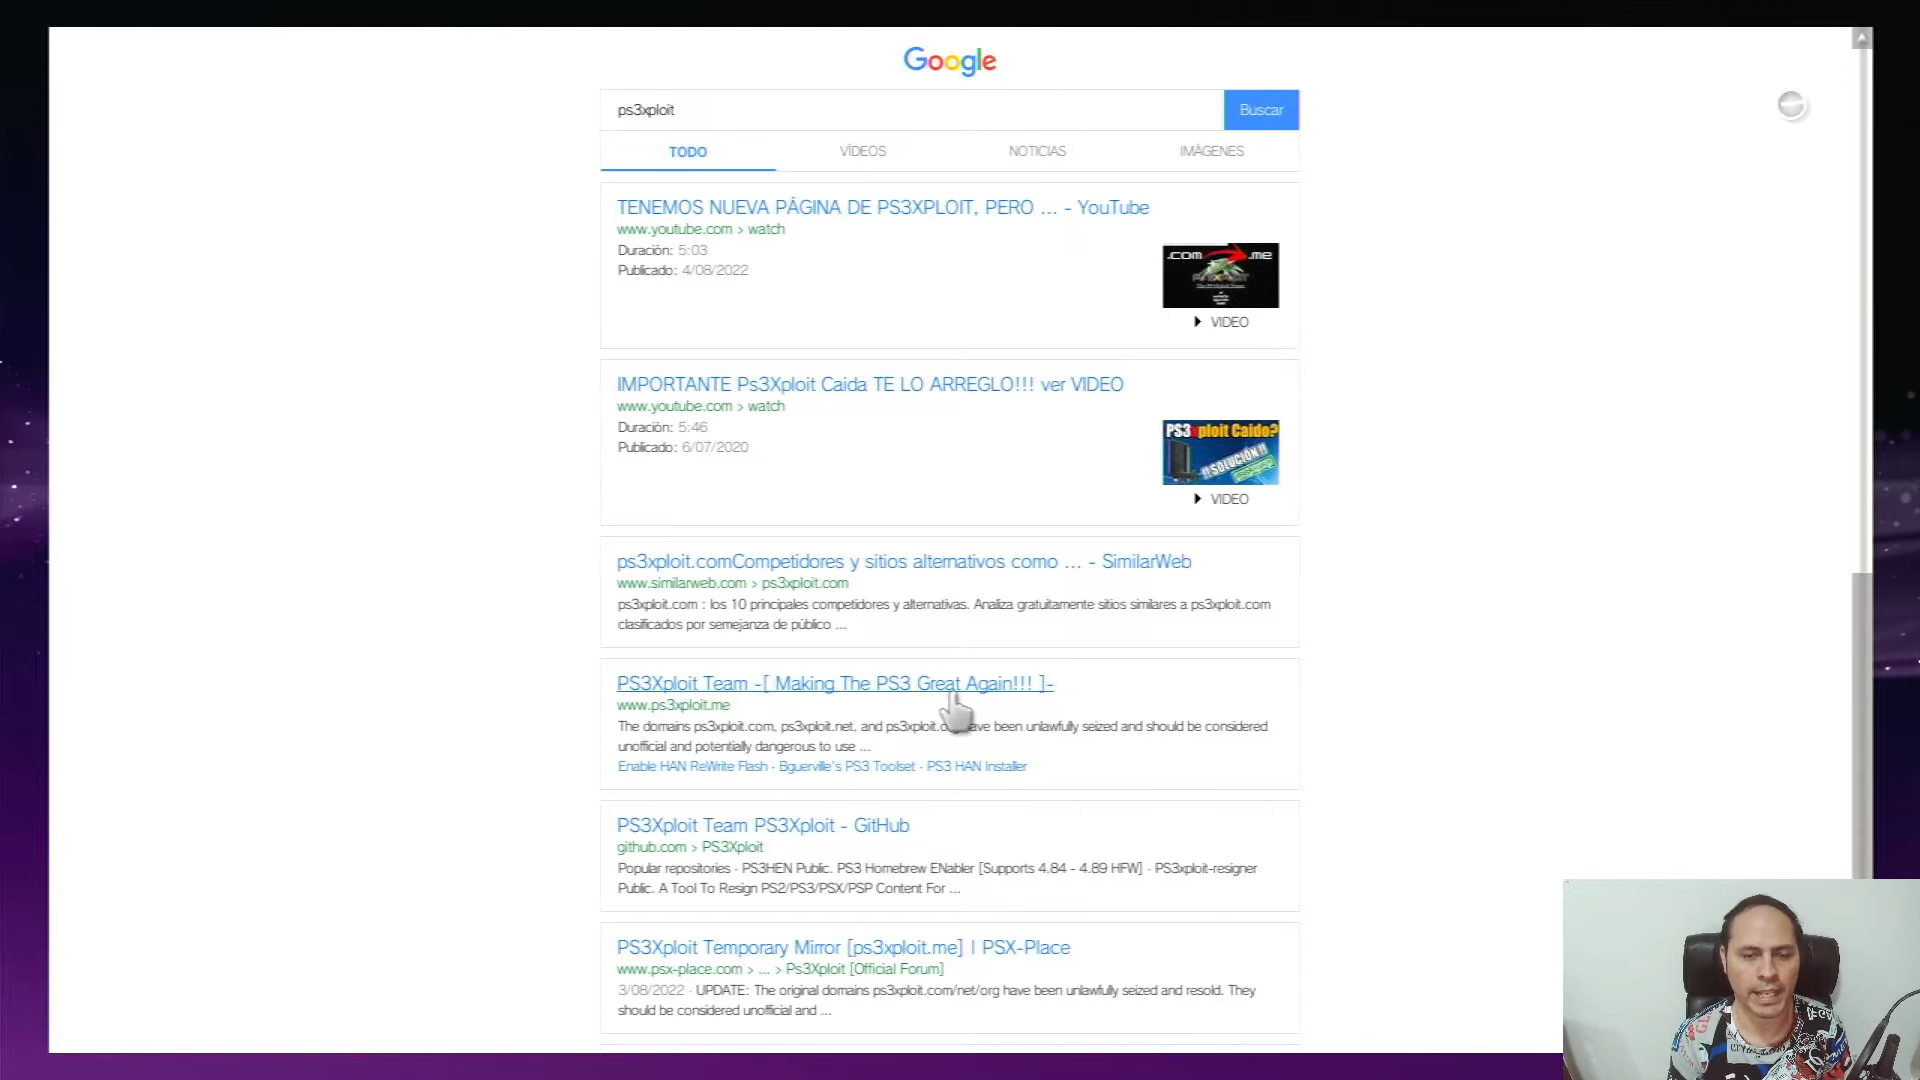 Google
ps3xploit
Buscar
TODO
VÍDEOS
NOTICIAS
IMÁGENES
TENEMOS NUEVA PÁGINA DE PS3XPLOIT, PERO ... - YouTube
www.youtube.com > watch
Duración: 5:03
Publicado: 4/08/2022
.COM
.me
VIDEO
IMPORTANTE Ps3Xploit Caida TE LO ARREGLO!!! ver VIDEO
www.youtube.com > watch
Duración: 5:46
Publicado: 6/07/2020
PS3xploit Caido?
!!SOLUCIÓN!!
VIDEO
ps3xploit.comCompetidores y sitios alternativos como ... - SimilarWeb
www.similarweb.com > ps3xploit.com
ps3xploit.com : los 10 principales competidores y alternativas. Analiza gratuitamente sitios similares a ps3xploit.com
clasificados por semejanza de público ...
PS3Xploit Team -[ Making The PS3 Great Again!!! ]-
www.ps3xploit.me
The domains ps3xploit.com, ps3xploit.net, and been unlawfully seized and should be considered
unofficial and potentially dangerous to use ...
Enable HAN ReWrite Flash - Bguerville's PS3 Toolset - PS3 HAN Installer
PS3Xploit Team PS3Xploit - GitHub
github.com > PS3Xploit
Popular repositories · PS3HEN Public. PS3 Homebrew ENabler [Supports 4.84 - 4.89 HFW] · PS3xploit-resigner
Public. A Tool To Resign PS2/PS3/PSX/PSP Content For ...
PS3Xploit Temporary Mirror [ps3xploit.me] | PSX-Place
www.psx-place.com > ... > Ps3Xploit [Official Forum]
3/08/2022 · UPDATE: The original domains ps3xploit.com/net/org have been unlawfully seized and resold. They
should be considered unofficial and ...